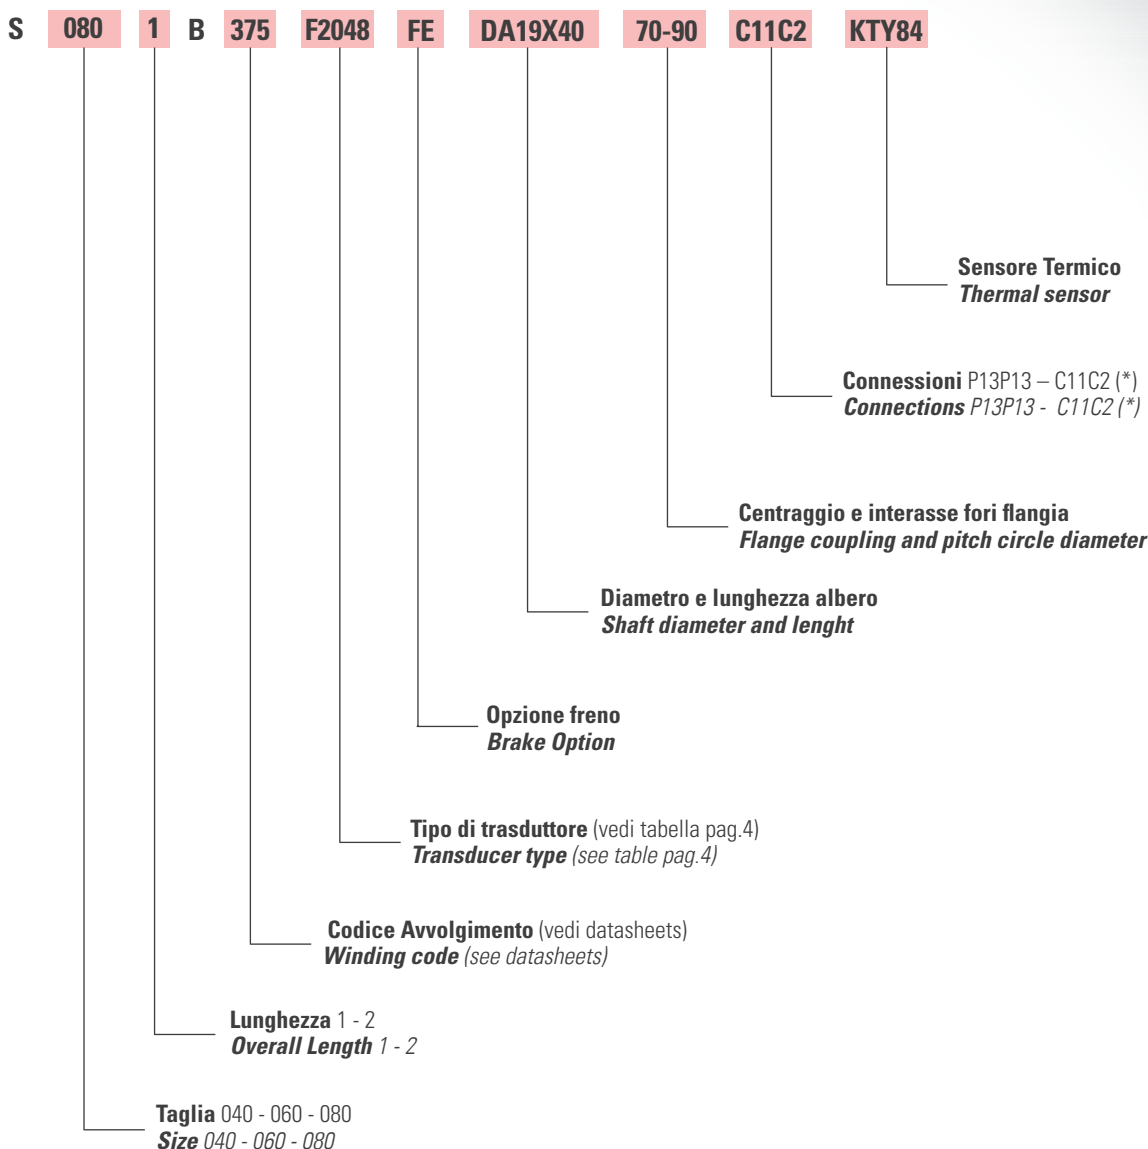 S 080 1 B 375 F2048 FE DA19X40 70-90 C11C2 KTY84
Sensore Termico
Thermal sensor
Connessioni P13P13 – C11C2 (*)
Connections P13P13 - C11C2 (*)
Centraggio e interasse fori flangia
Flange coupling and pitch circle diameter
Diametro e lunghezza albero
Shaft diameter and lenght
Opzione freno
Brake Option
Tipo di trasduttore (vedi tabella pag.4)
Transducer type (see table pag.4)
Codice Avvolgimento (vedi datasheets)
Winding code (see datasheets)
Lunghezza 1 - 2
Overall Length 1 - 2
Taglia 040 - 060 - 080
Size 040 - 060 - 080